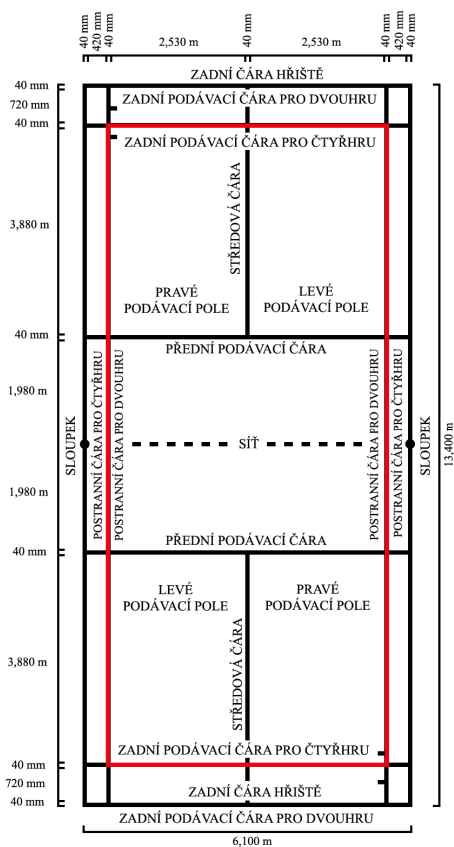 40 mm 420 mm 40 mm 2,530 m 40 mm 2,530 m 40 mm 420 mm 40 mm
ZADNÍ ČÁRA HŘIŠTĚ
40 mm
720 mm
ZADNÍ PODÁVACÍ ČÁRA PRO DVOUHRU
40 mm
ZADNÍ PODÁVACÍ ČÁRA PRO ČTYŘHRU
3,880 m
STŘEDOVÁ ČÁRA
PRAVÉ
PODÁVACÍ POLE
LEVÉ
PODÁVACÍ POLE
40 mm
PŘEDNÍ PODÁVACÍ ČÁRA
1,980 m
SLOUPEK
POSTRANNÍ ČÁRA PRO ČTYŘHRU
POSTRANNÍ ČÁRA PRO DVOUHRU
SÍŤ
POSTRANNÍ ČÁRA PRO DVOUHRU
POSTRANNÍ ČÁRA PRO ČTYŘHRU
SLOUPEK
13,400 m
1,980 m
PŘEDNÍ PODÁVACÍ ČÁRA
40 mm
LEVÉ
PODÁVACÍ POLE
PRAVÉ
PODÁVACÍ POLE
3,880 m
STŘEDOVÁ ČÁRA
ZADNÍ PODÁVACÍ ČÁRA PRO ČTYŘHRU
40 mm
720 mm
ZADNÍ ČÁRA HŘIŠTĚ
40 mm
ZADNÍ PODÁVACÍ ČÁRA PRO DVOUHRU
6,100 m